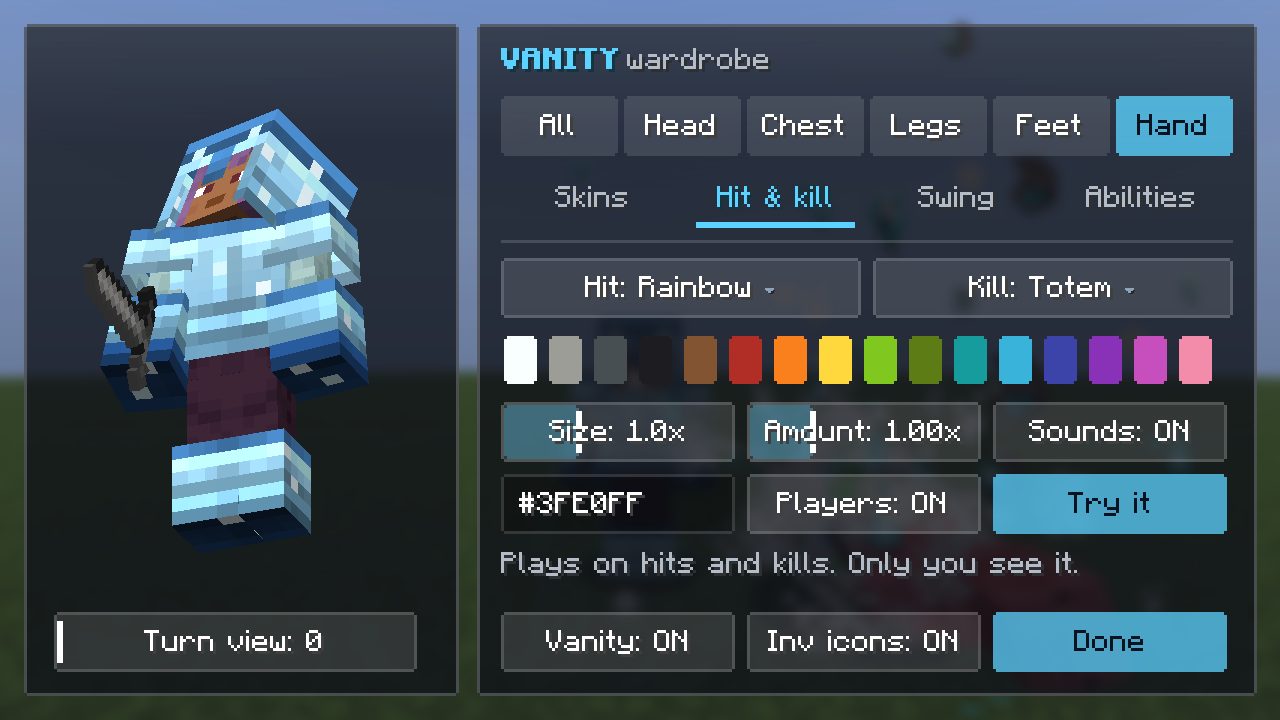 VANITY wardrobe
All Head Chest Legs Feet Hand
Skins Hit & kill Swing Abilities
Hit: Rainbow Kill: Totem
Size: 1.0x Amount: 1.00x Sounds: ON
#3FE0FF Players: ON Try it
Plays on hits and kills. Only you see it.
Turn view: 0 Vanity: ON Inv icons: ON Done